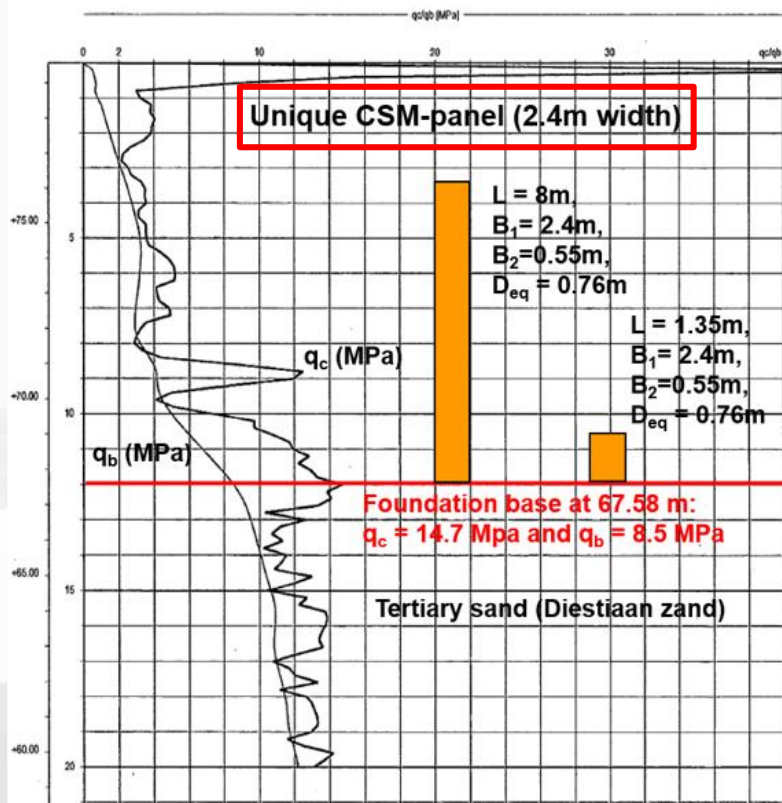 qc/qb [MPa]
0 2 10 20 30 qc/qb
Unique CSM-panel (2.4m width)
+75.00
5
L = 8m,
B1= 2.4m,
B2=0.55m,
Deq = 0.76m
L = 1.35m,
B1= 2.4m,
B2=0.55m,
Deq = 0.76m
qc (MPa)
+70.00
10
qb (MPa)
Foundation base at 67.58 m:
qc = 14.7 Mpa and qb = 8.5 MPa
+65.00
15
Tertiary sand (Diestiaan zand)
+60.00
20